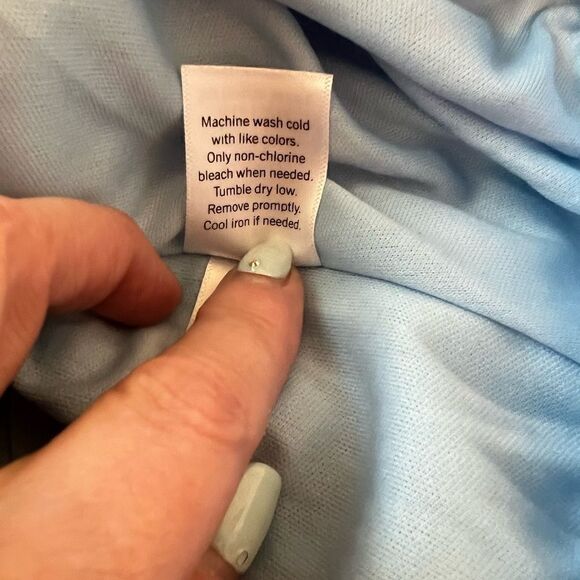 Machine wash cold
with like colors.
Only non-chlorine
bleach when needed.
Tumble dry low.
Remove promptly.
Cool iron if needed.